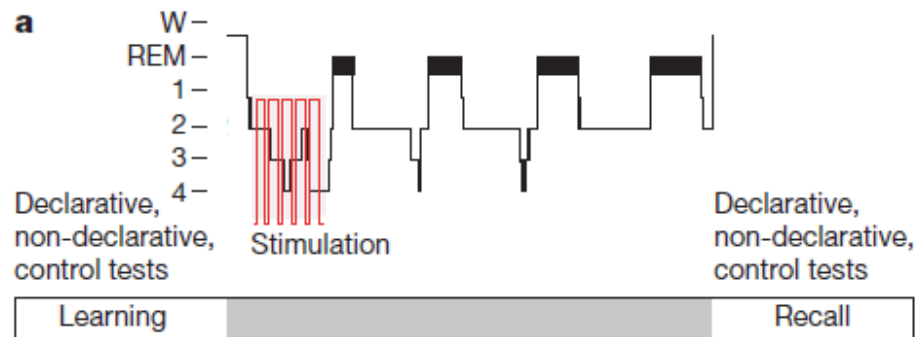 a
W
REM
1
2
3
4
Declarative,
non-declarative,
control tests
Stimulation
Declarative,
non-declarative,
control tests
Learning
Recall